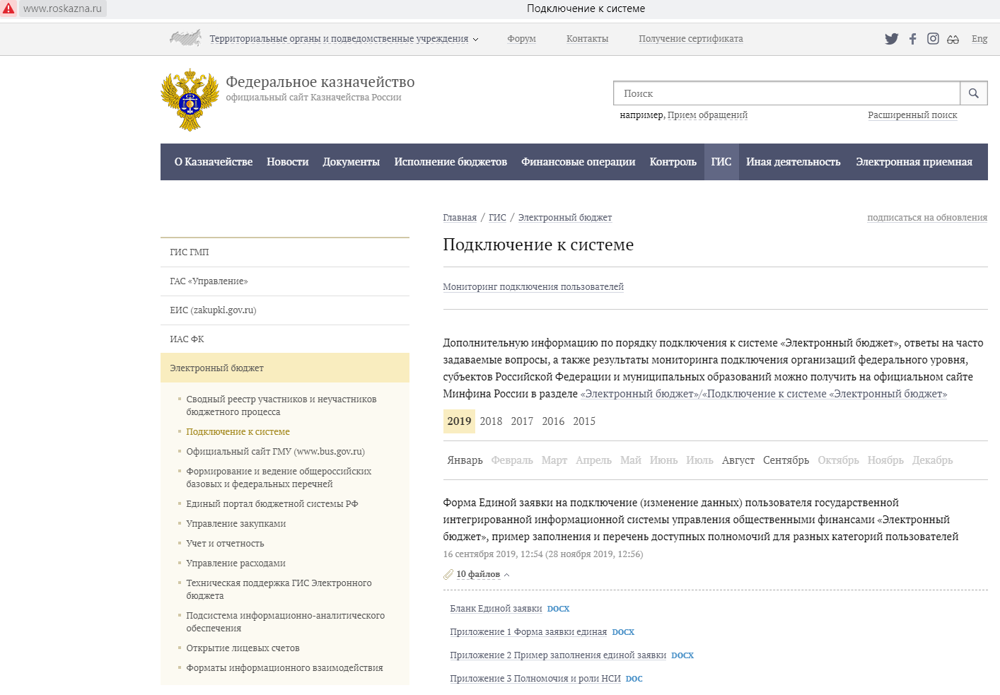 www.roskazna.ru
Подключение к системе
Территориальные органы и подведомственные учреждения
Форум
Контакты
Получение сертификата
Eng
Федеральное казначейство
официальный сайт Казначейства России
Поиск
например, Прием обращений
Расширенный поиск
О Казначействе Новости Документы Исполнение бюджетов Финансовые операции Контроль ГИС Иная деятельность Электронная приемная
ГИС ГМП
ГАС «Управление»
ЕИС (zakupki.gov.ru)
ИАС ФК
Электронный бюджет
Сводный реестр участников и неучастников
бюджетного процесса
Подключение к системе
Официальный сайт ГМУ (www.bus.gov.ru)
Формирование и ведение общероссийских
базовых и федеральных перечней
Единый портал бюджетной системы РФ
Управление закупками
Учет и отчетность
Управление расходами
Техническая поддержка ГИС Электронного
бюджета
Подсистема информационно-аналитического
обеспечения
Открытие лицевых счетов
Форматы информационного взаимодействия
Главная / ГИС / Электронный бюджет
подписаться на обновления
Подключение к системе
Мониторинг подключения пользователей
Дополнительную информацию по порядку подключения к системе «Электронный бюджет», ответы на часто
задаваемые вопросы, а также результаты мониторинга подключения организаций федерального уровня,
субъектов Российской Федерации и муниципальных образований можно получить на официальном сайте
Минфина России в разделе «Электронный бюджет»/«Подключение к системе «Электронный бюджет»
2019 2018 2017 2016 2015
Январь Февраль Март Апрель Май Июнь Июль Август Сентябрь Октябрь Ноябрь Декабрь
Форма Единой заявки на подключение (изменение данных) пользователя государственной
интегрированной информационной системы управления общественными финансами «Электронный
бюджет», пример заполнения и перечень доступных полномочий для разных категорий пользователей
16 сентября 2019, 12:54 (28 ноября 2019, 12:56)
10 файлов
Бланк Единой заявки DOCX
Приложение 1 Форма заявки единая DOCX
Приложение 2 Пример заполнения единой заявки DOCX
Приложение 3 Полномочия и роли НСИ DOC